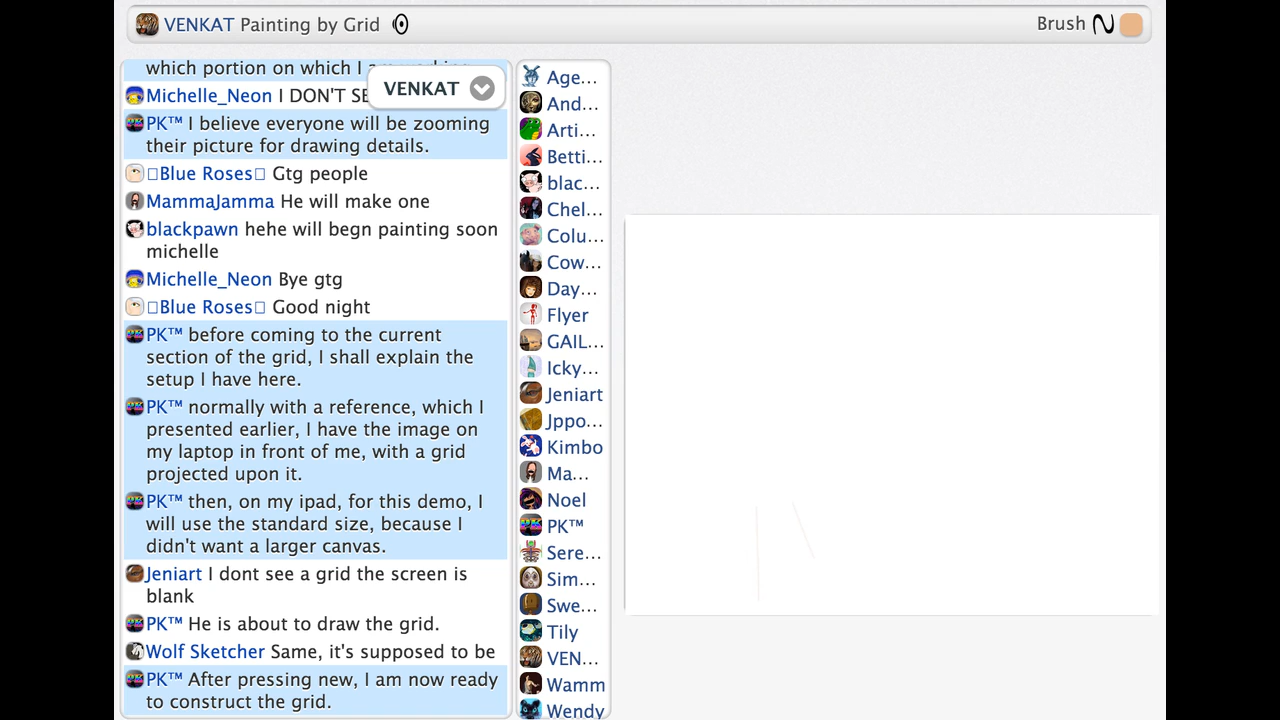 VENKAT Painting by Grid
Brush
which portion on which I am working
VENKAT
Michelle_Neon I DON'T SE
PK™ I believe everyone will be zooming
their picture for drawing details.
Blue Roses Gtg people
MammaJamma He will make one
blackpawn hehe will begn painting soon
michelle
Michelle_Neon Bye gtg
Blue Roses Good night
PK™ before coming to the current
section of the grid, I shall explain the
setup I have here.
PK™ normally with a reference, which I
presented earlier, I have the image on
my laptop in front of me, with a grid
projected upon it.
PK™ then, on my ipad, for this demo, I
will use the standard size, because I
didn't want a larger canvas.
Jeniart I dont see a grid the screen is
blank
PK™ He is about to draw the grid.
Wolf Sketcher Same, it's supposed to be
PK™ After pressing new, I am now ready
to construct the grid.
Age...
And...
Arti...
Betti...
blac...
Chel...
Colu...
Cow...
Day...
Flyer
GAIL...
Icky...
Jeniart
Jppo...
Kimbo
Ma...
Noel
PK™
Sere...
Sim...
Swe...
Tily
VEN...
Wamm
Wendy